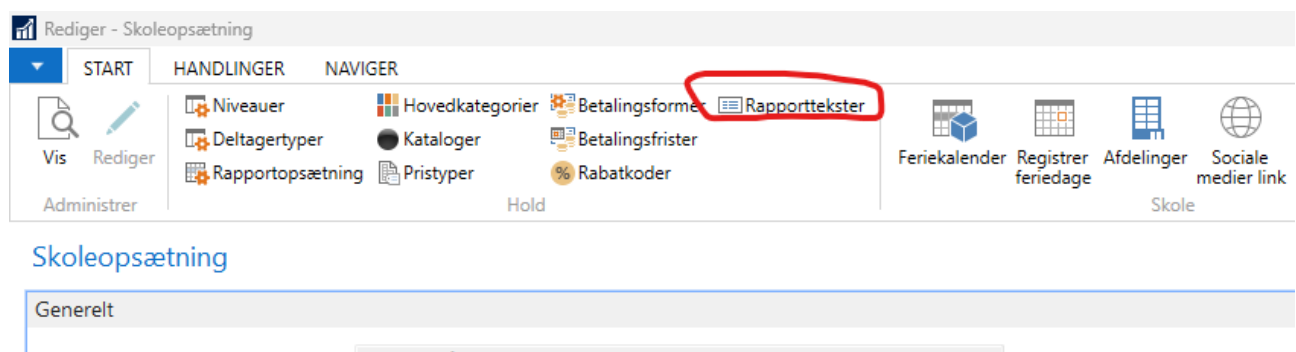 Rediger - Skoleopsætning
START HANDLINGER NAVIGER
Vis
Rediger
Administrer
Niveauer
Deltagertyper
Rapportopsætning
Hovedkategorier
Kataloger
Pristyper
Betalingsformer
Betalingsfrister
% Rabatkoder
Rapporttekster
Hold
Feriekalender
Registrer
feriedage
Afdelinger
Sociale
medier link
Skole
Skoleopsætning
Generelt